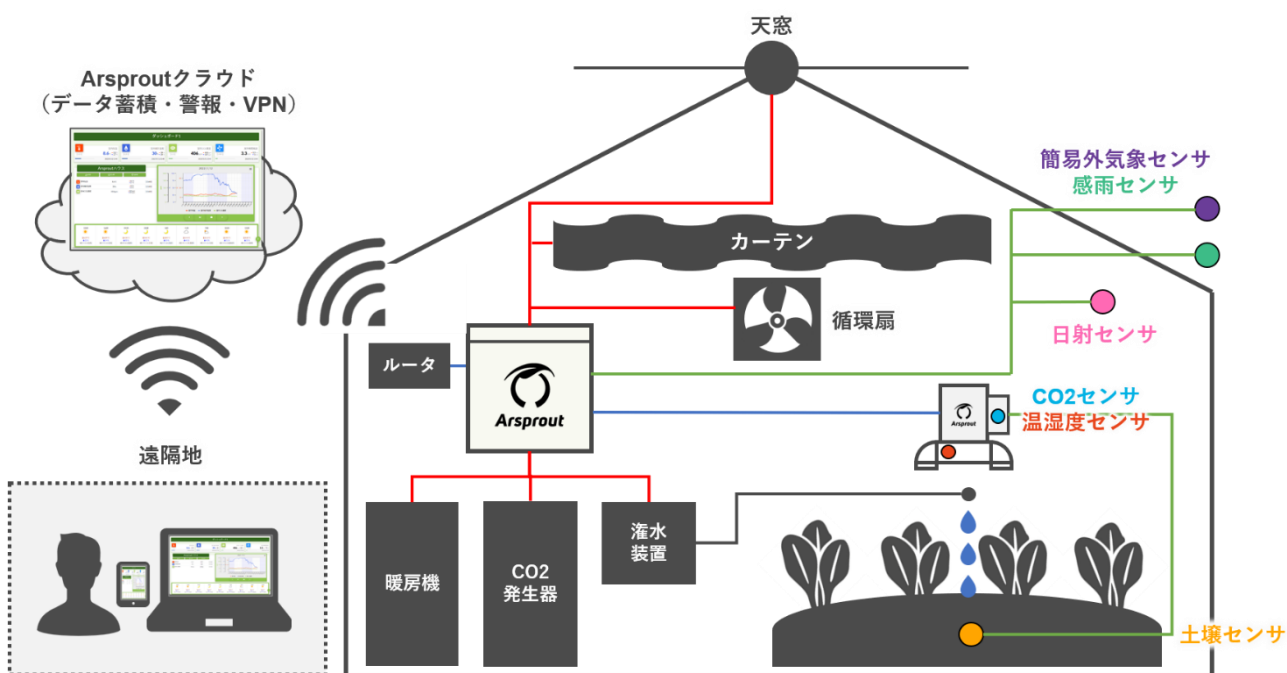 天窓
Arsproutクラウド
（データ蓄積・警報・VPN）
簡易外気象センサ
感雨センサ
カーテン
循環扇
日射センサ
ルータ
Arsprout
CO2センサ
温湿度センサ
Arsprout
遠隔地
暖房機
CO2
発生器
潅水
装置
土壌センサ